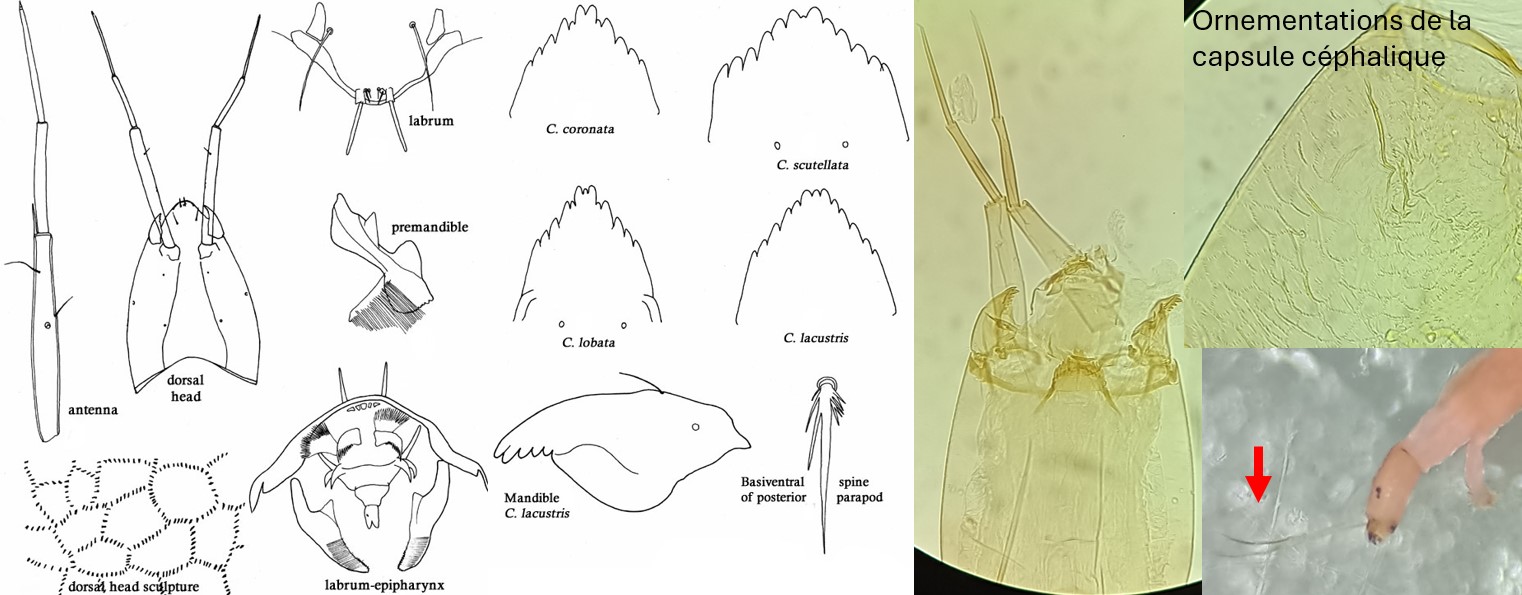 labrum
C. coronata
C. scutellata
premandible
C. lobata
C. lacustris
dorsal
head
antenna
Mandible
C. lacustris
Basiventral
of posterior
spine
parapod
dorsal head sculpture
labrum-epipharynx
Ornementations de la
capsule céphalique